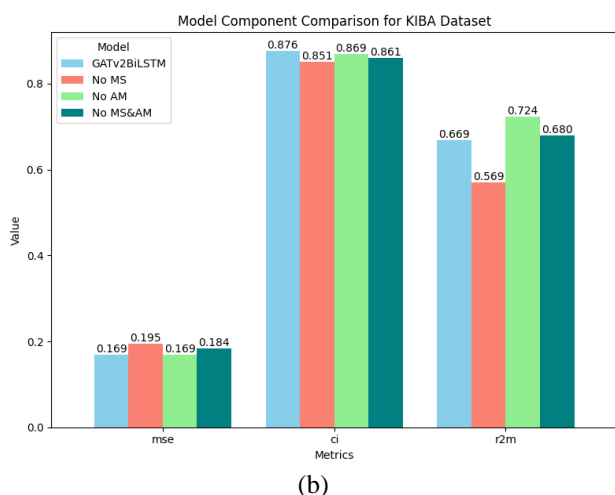 Model Component Comparison for KIBA Dataset
Model
GATv2BiLSTM
No MS
No AM
No MS&AM
0.876
0.851
0.869
0.861
0.724
0.669
0.680
0.569
0.169
0.195
0.169
0.184
0.8
0.6
0.4
0.2
0.0
Value
mse
ci
r2m
Metrics
(b)